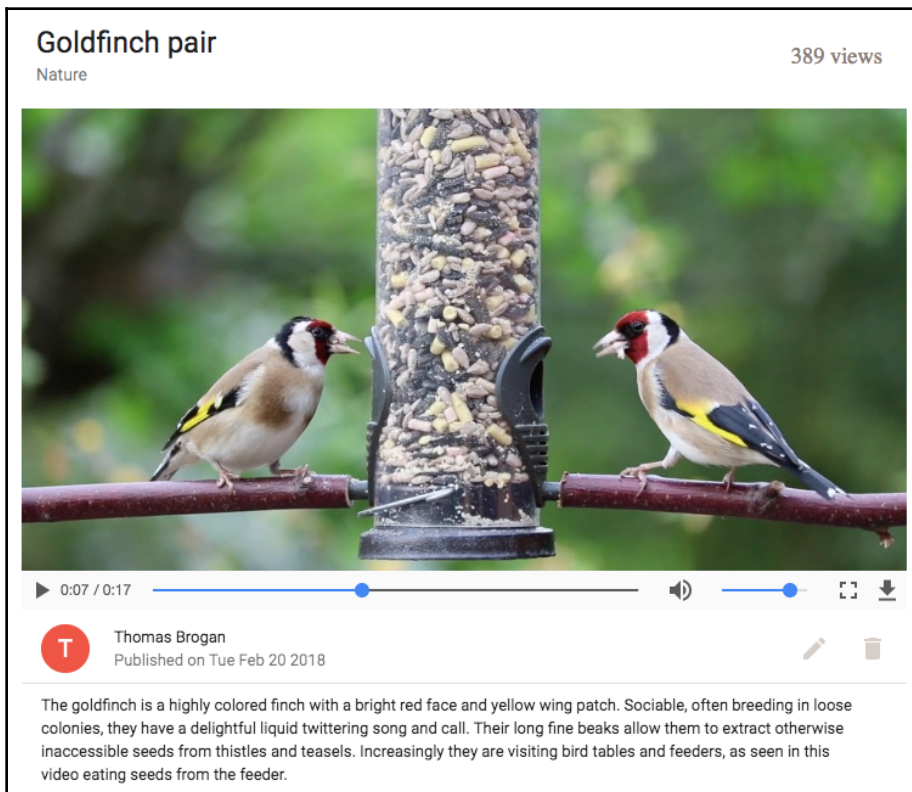 Goldfinch pair
Nature
389 views
0:07 / 0:17
T
Thomas Brogan
Published on Tue Feb 20 2018
The goldfinch is a highly colored finch with a bright red face and yellow wing patch. Sociable, often breeding in loose
colonies, they have a delightful liquid twittering song and call. Their long fine beaks allow them to extract otherwise
inaccessible seeds from thistles and teasels. Increasingly they are visiting bird tables and feeders, as seen in this
video eating seeds from the feeder.